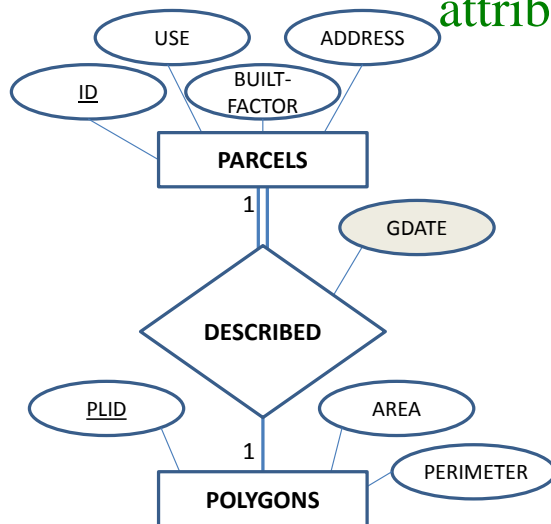 attrib
USE
ADDRESS
ID
BUILT-
FACTOR
PARCELS
1
GDATE
DESCRIBED
PLID
AREA
1
PERIMETER
POLYGONS